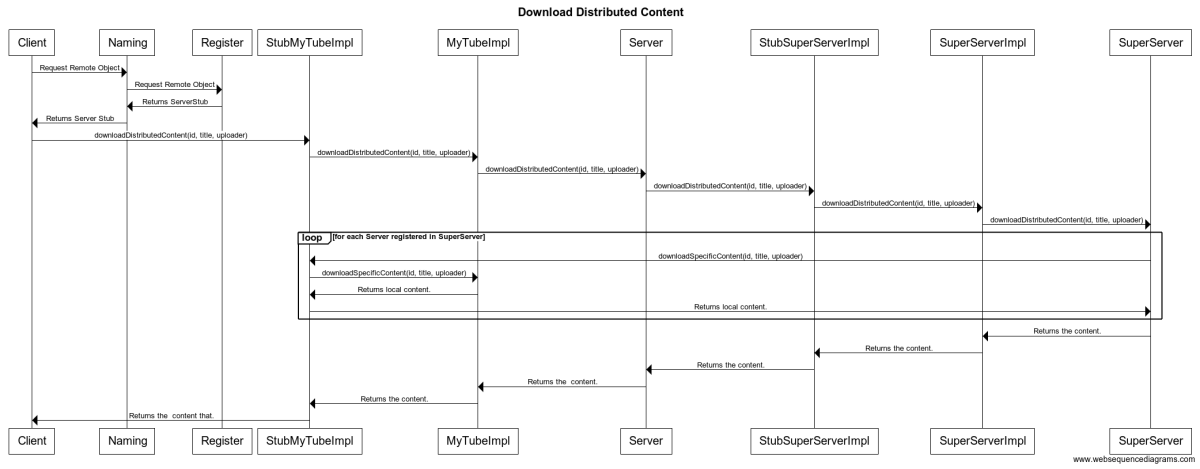 Download Distributed Content
Client Naming Register StubMyTubeImpl MyTubeImpl Server StubSuperServerImpl SuperServerImpl SuperServer
Request Remote Object
Request Remote Object
Returns ServerStub
Returns Server Stub
downloadDistributedContent(id, title, uploader)
downloadDistributedContent(id, title, uploader)
downloadDistributedContent(id, title, uploader)
downloadDistributedContent(id, title, uploader)
downloadDistributedContent(id, title, uploader)
downloadDistributedContent(id, title, uploader)
loop [for each Server registered in SuperServer]
downloadSpecificContent(id, title, uploader)
downloadSpecificContent(id, title, uploader)
Returns local content.
Returns local content.
Returns the content.
Returns the content.
Returns the content.
Returns the  content.
Returns the content.
Returns the  content that.
Client Naming Register StubMyTubeImpl MyTubeImpl Server StubSuperServerImpl SuperServerImpl SuperServer
www.websequencediagrams.com